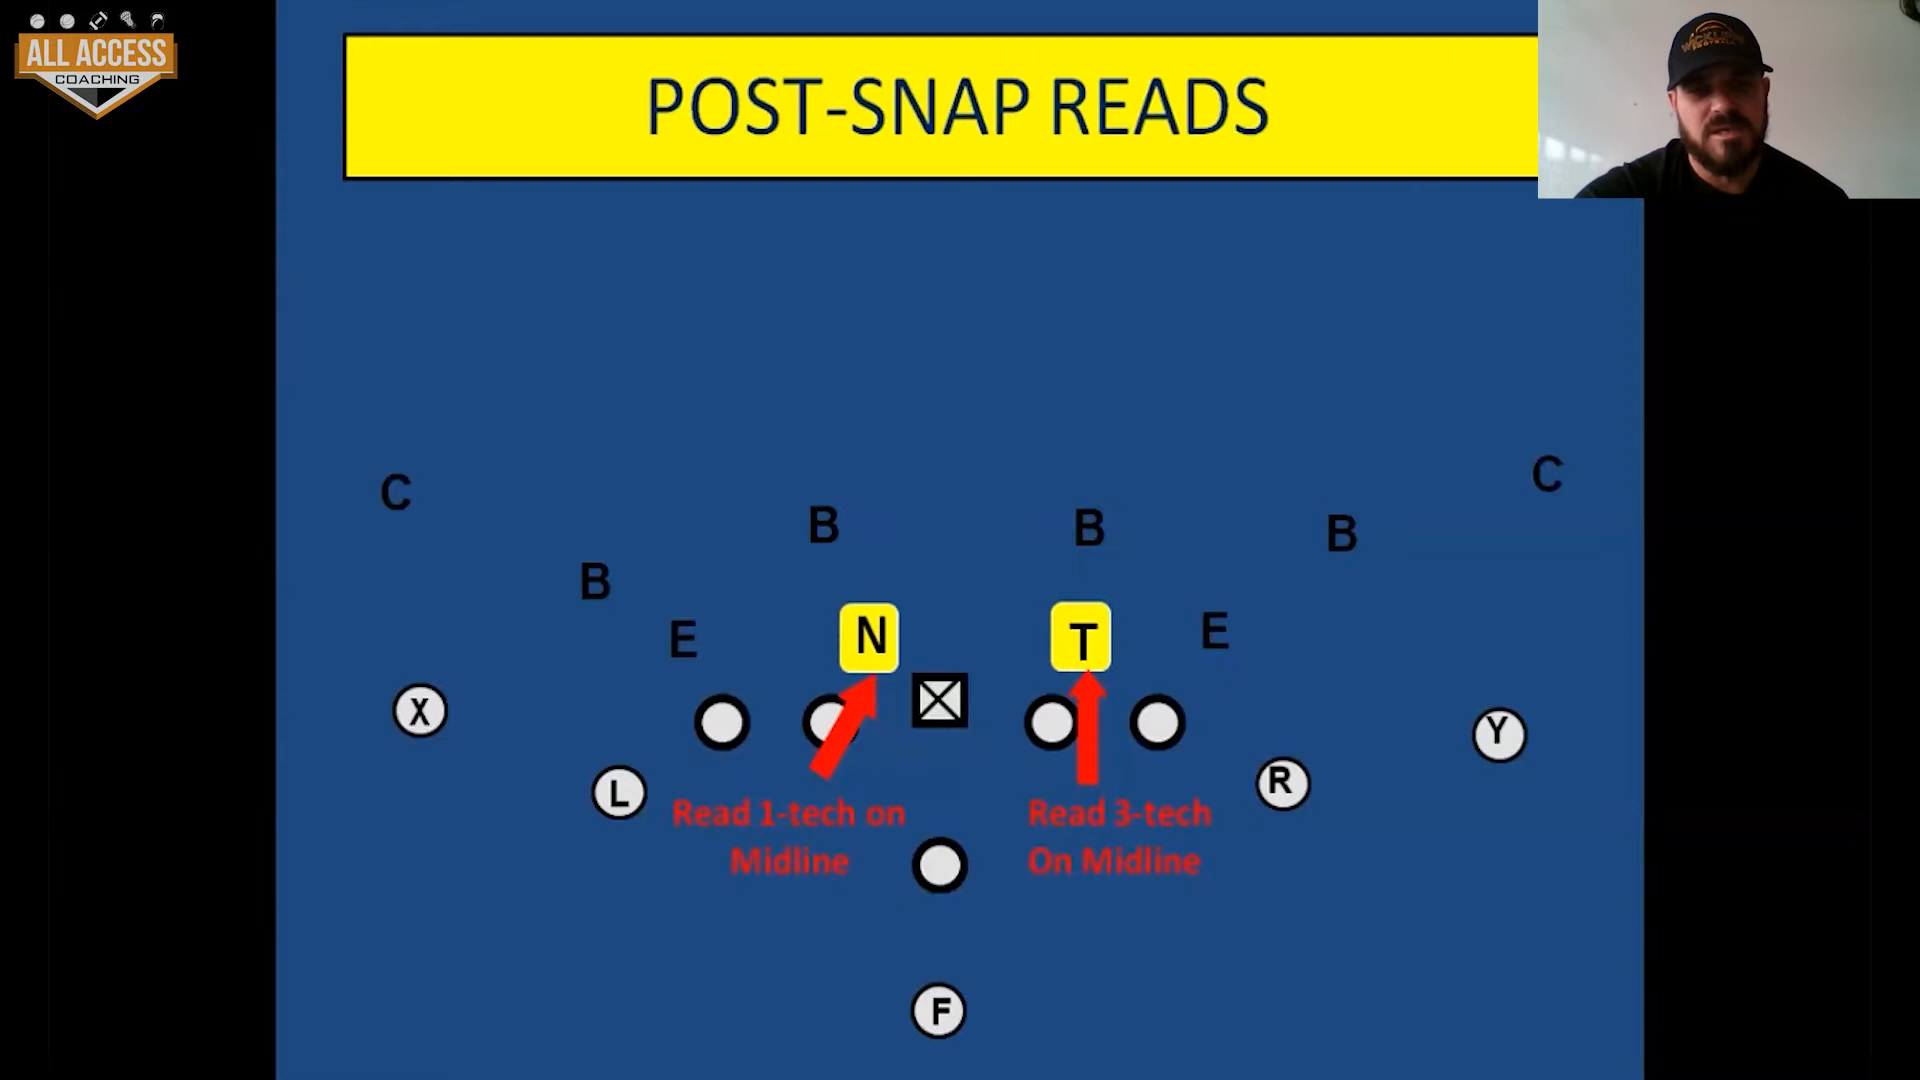 ALL ACCESS
COACHING
POST-SNAP READS
C
C
B
B
B
B
E
N
T
E
X
Y
L
R
Read 1-tech on
Midline
Read 3-tech
On Midline
F